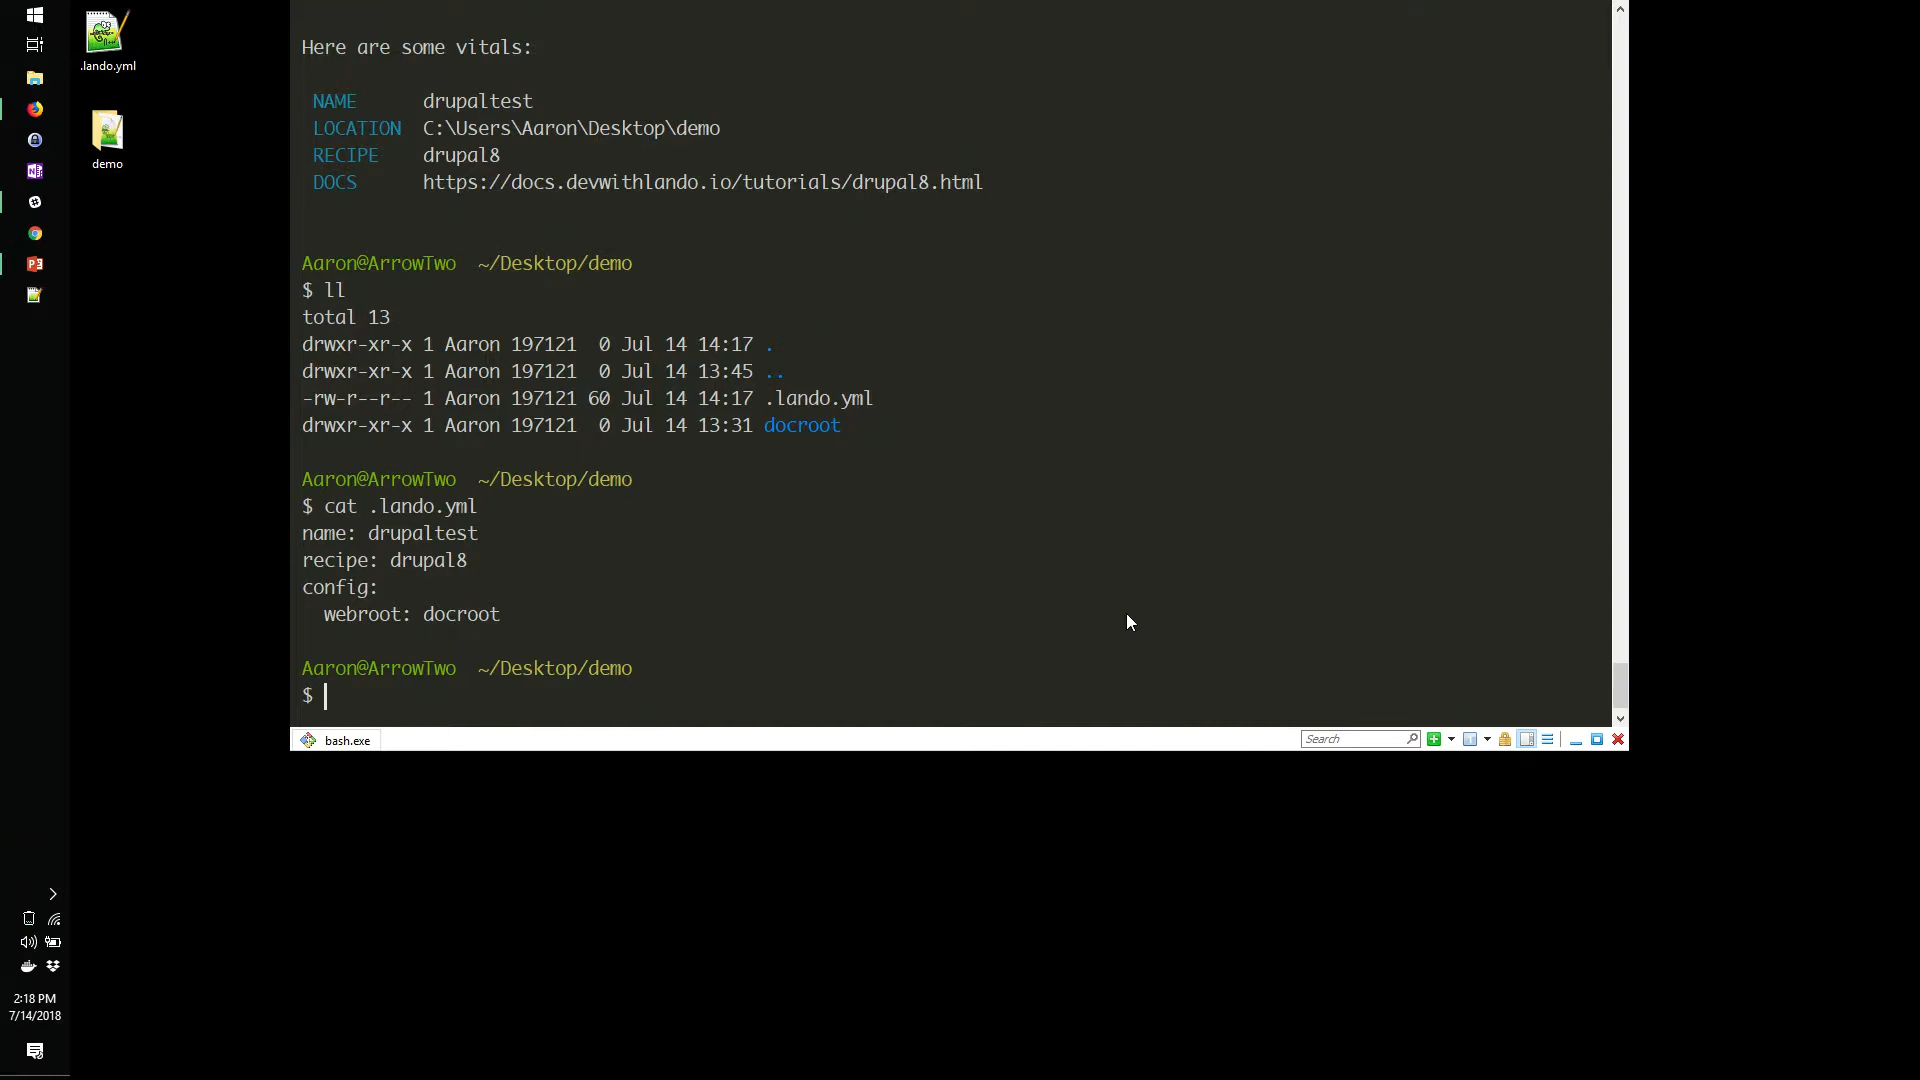 .lando.yml
demo
Here are some vitals:
NAME drupaltest
LOCATION C:\Users\Aaron\Desktop\demo
RECIPE drupal8
DOCS https://docs.devwithlando.io/tutorials/drupal8.html
Aaron@ArrowTwo ~/Desktop/demo
$ ll
total 13
drwxr-xr-x 1 Aaron 197121 0 Jul 14 14:17 .
drwxr-xr-x 1 Aaron 197121 0 Jul 14 13:45 ..
-rw-r--r-- 1 Aaron 197121 60 Jul 14 14:17 .lando.yml
drwxr-xr-x 1 Aaron 197121 0 Jul 14 13:31 docroot
Aaron@ArrowTwo ~/Desktop/demo
$ cat .lando.yml
name: drupaltest
recipe: drupal8
config:
  webroot: docroot
Aaron@ArrowTwo ~/Desktop/demo
$
bash.exe
Search
2:18 PM
7/14/2018